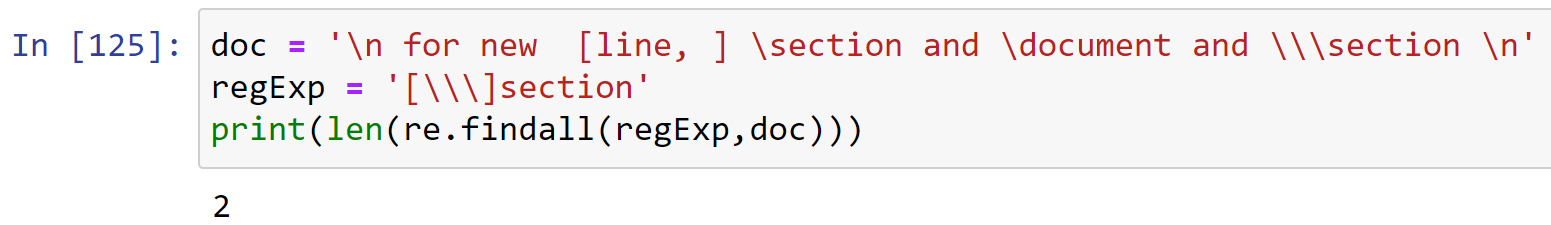 In [125]: doc = '\n for new  [line, ] \section and \document and \\\section \n'
regExp = '[\\\]section'
print(len(re.findall(regExp,doc)))
2